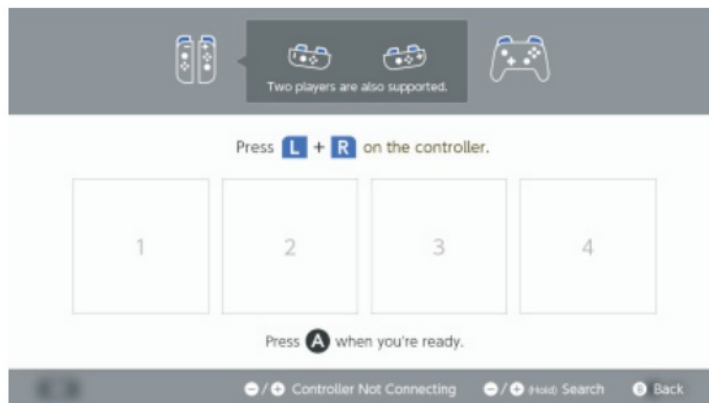 Two players are also supported.
Press L + R on the controller.
1 2 3 4
Press A when you're ready.
⊖/⊕ Controller Not Connecting ⊖/⊕ (Hold) Search B Back